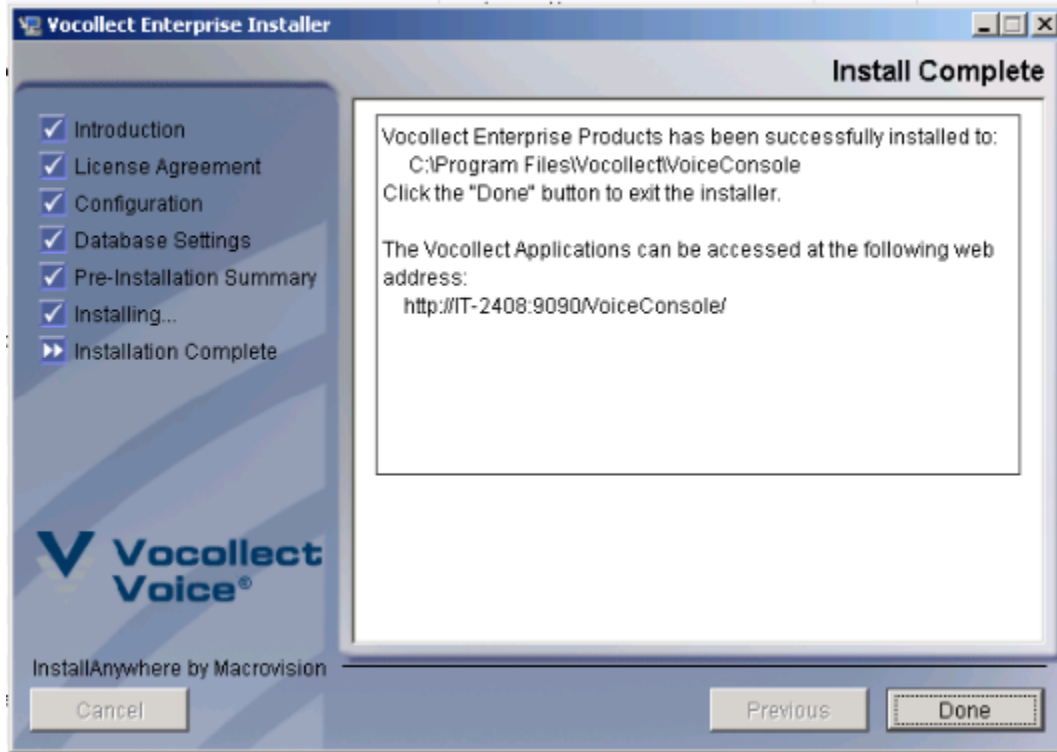 Vocollect Enterprise Installer
Install Complete
Introduction
License Agreement
Configuration
Database Settings
Pre-Installation Summary
Installing...
Installation Complete
Vocollect Enterprise Products has been successfully installed to:
C:\Program Files\Vocollect\VoiceConsole
Click the "Done" button to exit the installer.
The Vocollect Applications can be accessed at the following web
address:
http://IT-2408:9090/VoiceConsole/
Vocollect
Voice®
InstallAnywhere by Macrovision
Cancel
Previous
Done